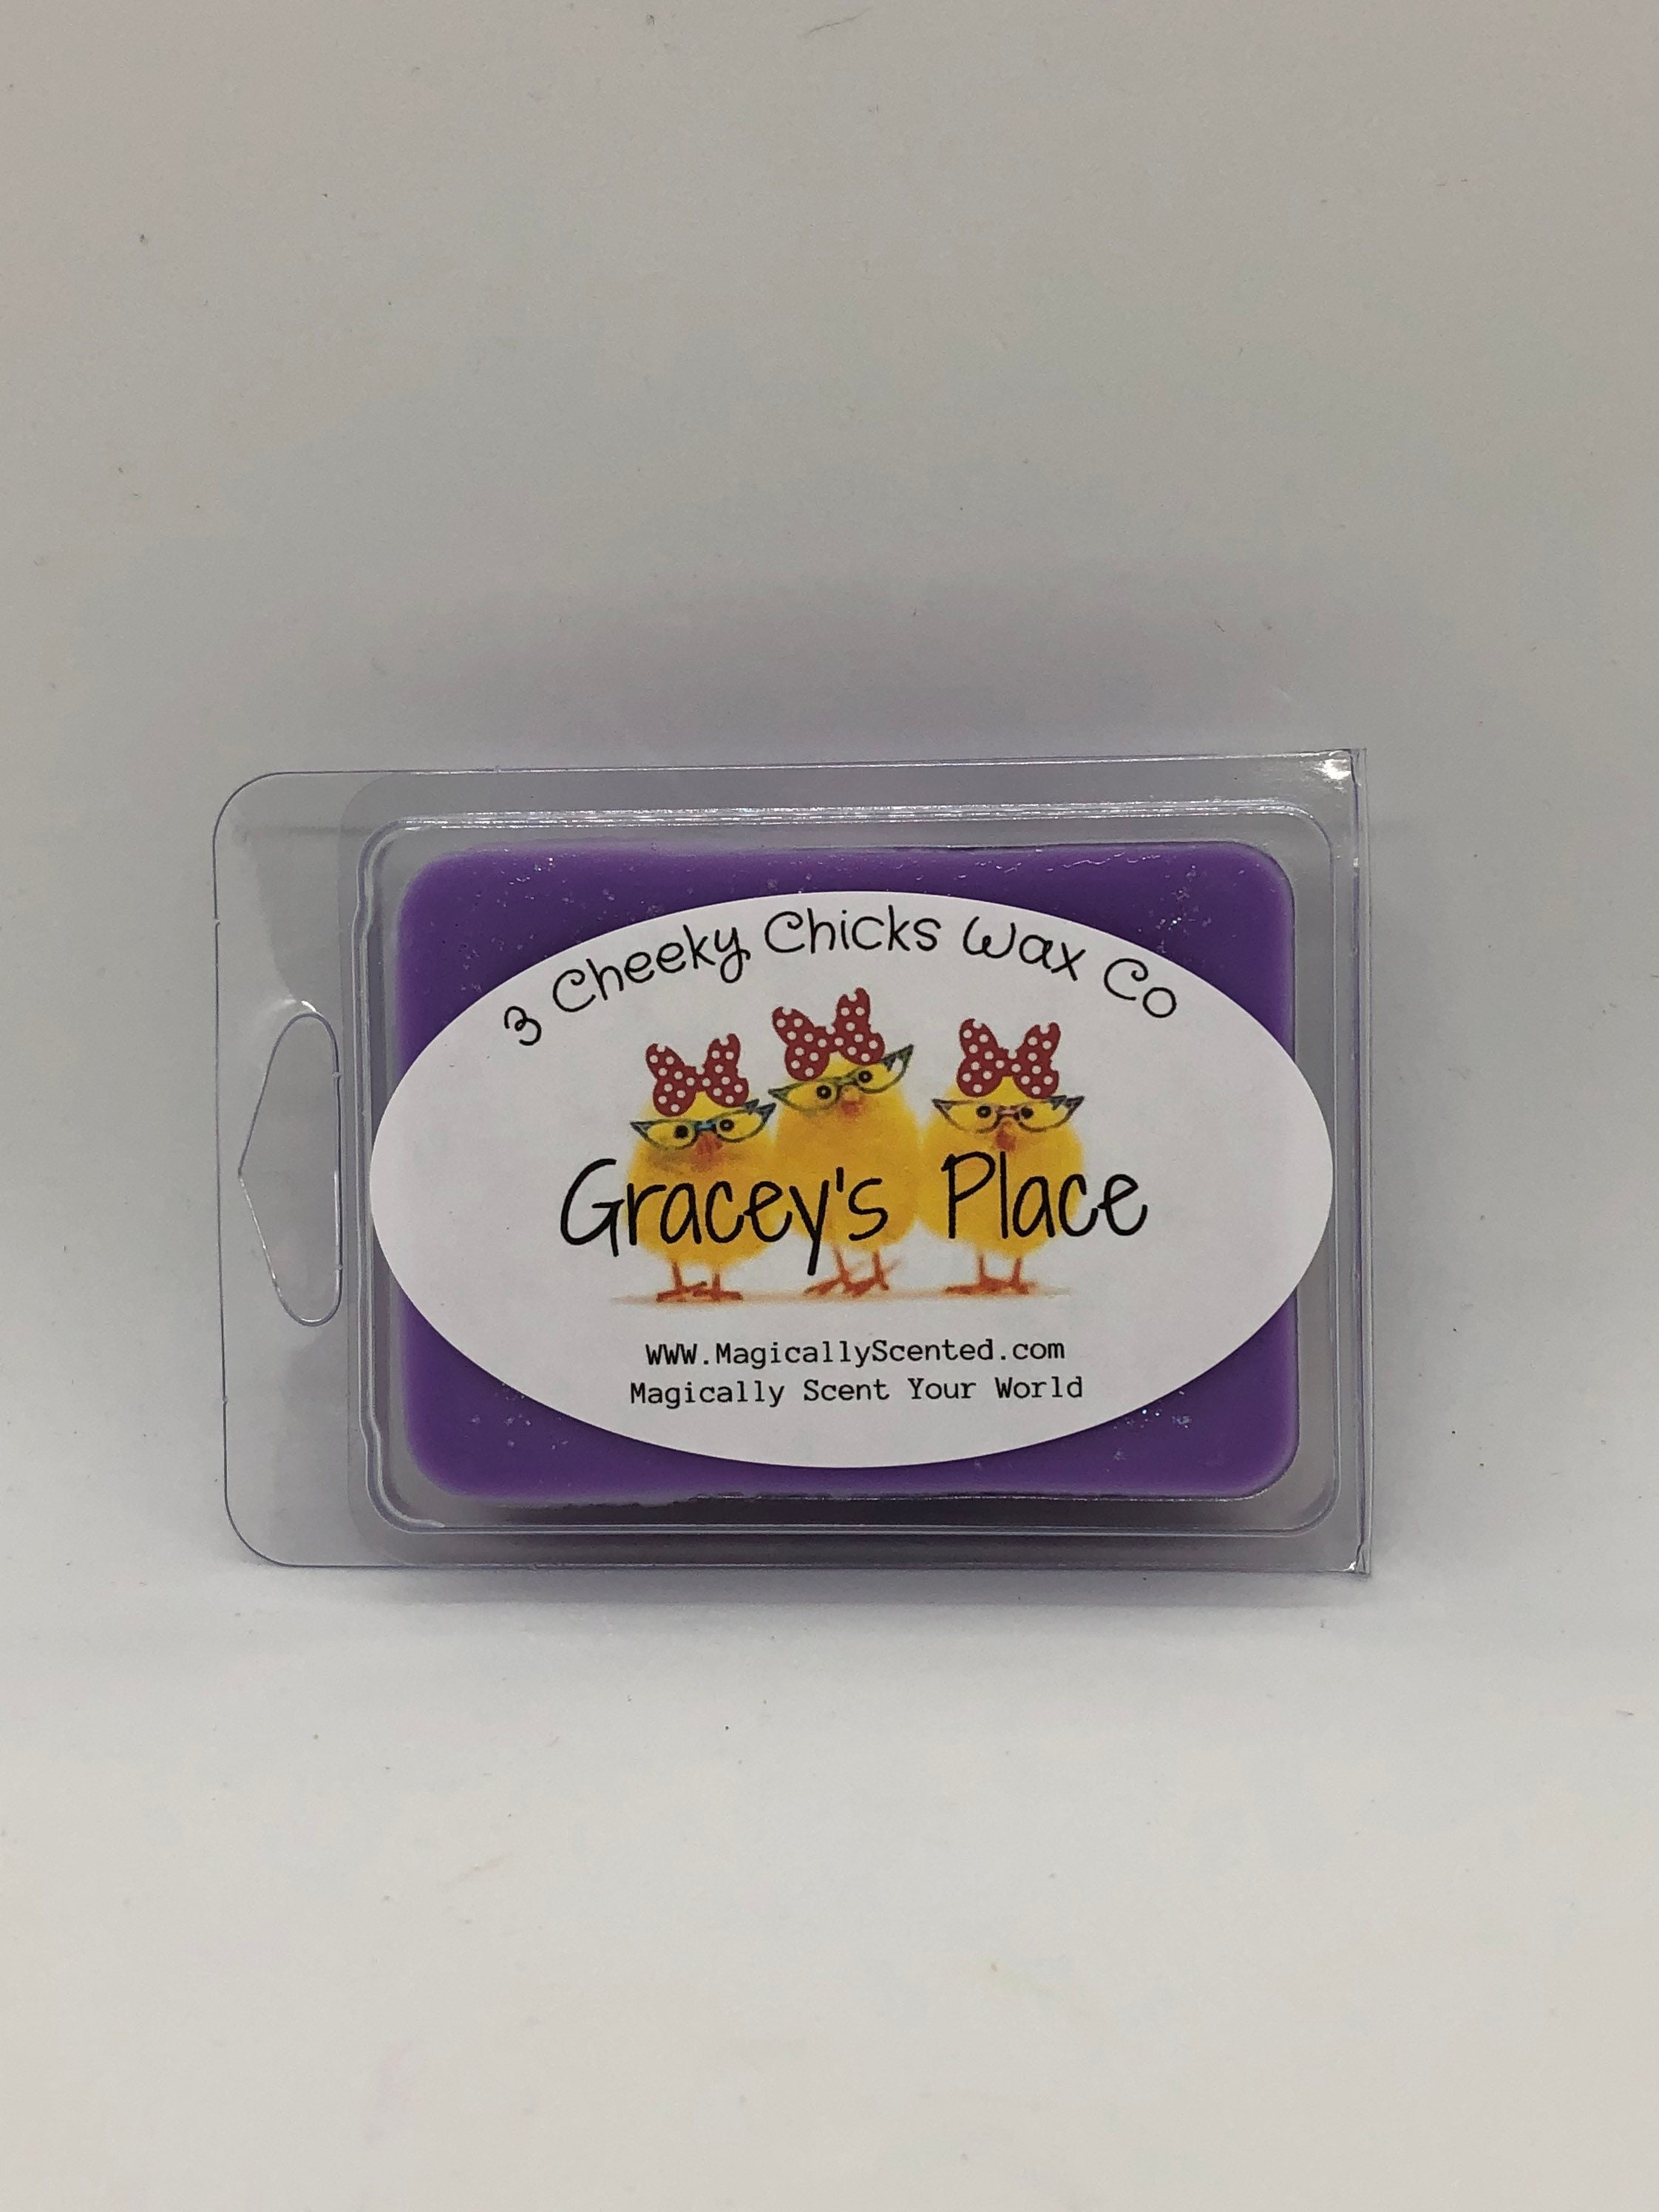 3 Cheeky Chicks Wax Co
Gracey's Place
WWW.MagicallyScented.com
Magically Scent Your World